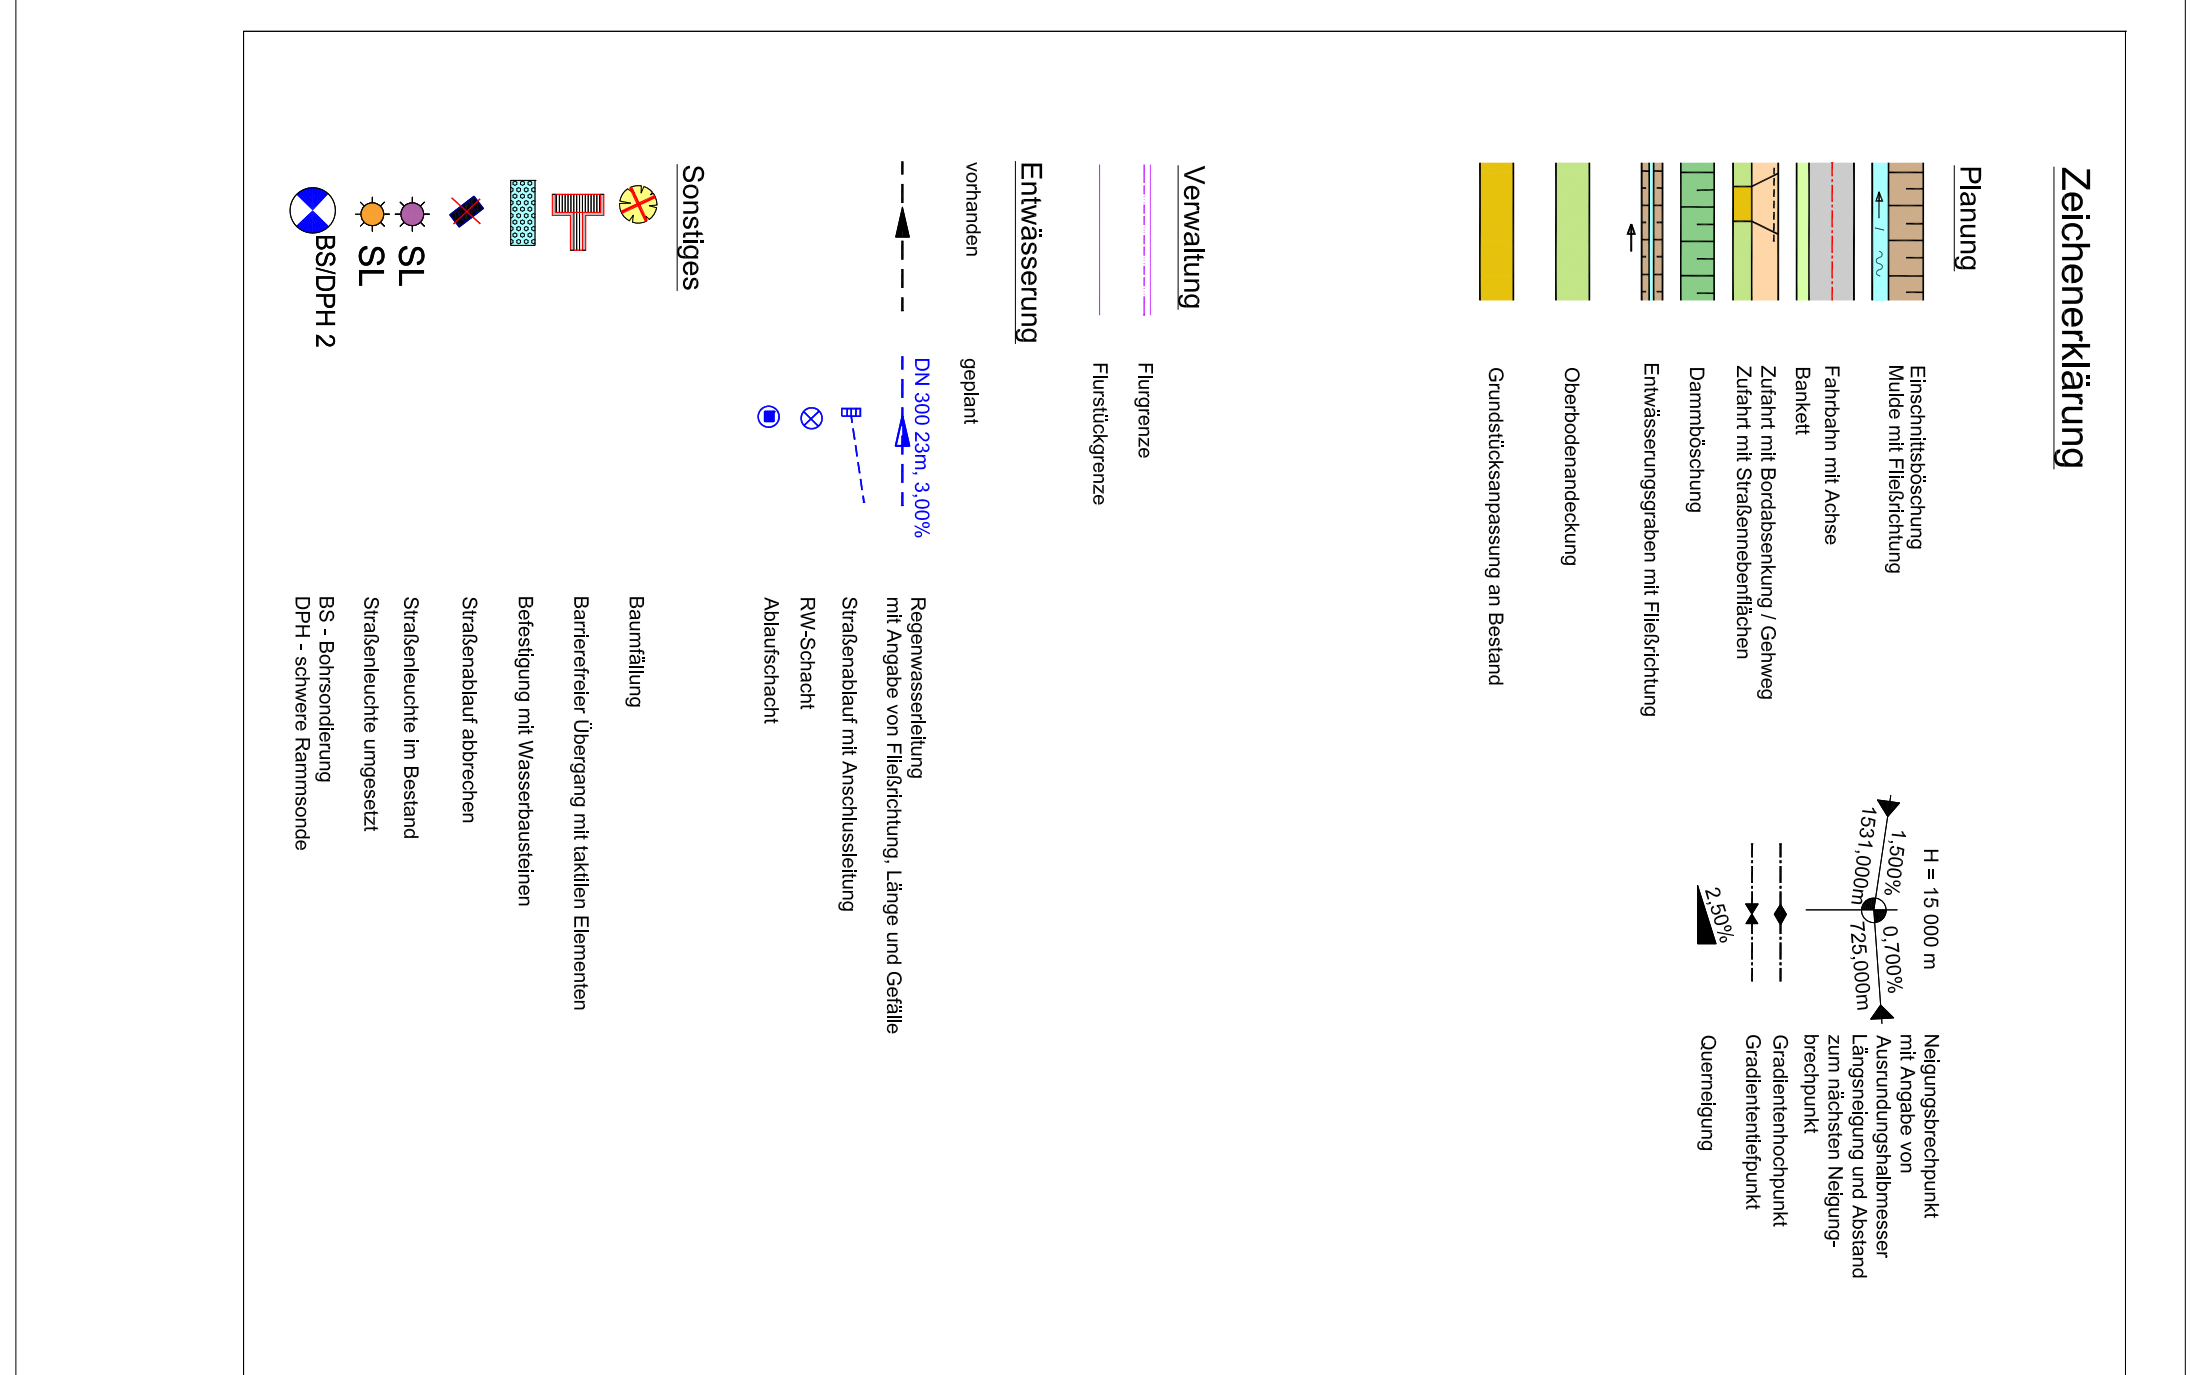 Zeichenerklärung
Planung
Einschnittsböschung
Mulde mit Fließrichtung
Fahrbahn mit Achse
Bankett
Zufahrt mit Bordabsenkung / Gehweg
Zufahrt mit Straßennebenflächen
Dammböschung
Entwässerungsgraben mit Fließrichtung
Oberbodenandeckung
Grundstücksanpassung an Bestand
H = 15 000 m
1,500% 0,700%
1531,000m 725,000m
Neigungsbrechpunkt
mit Angabe von
Ausrundungshalbmesser
Längsneigung und Abstand
zum nächsten Neigung-
brechpunkt
Gradientenhochpunkt
Gradiententiefpunkt
2,50%
Querneigung
Verwaltung
Flurgrenze
Flurstückgrenze
Entwässerung
vorhanden geplant
DN 300 23m, 3,00%
Regenwasserleitung
mit Angabe von Fließrichtung, Länge und Gefälle
Straßenablauf mit Anschlussleitung
RW-Schacht
Ablaufschacht
Sonstiges
Baumfällung
Barrierefreier Übergang mit taktilen Elementen
Befestigung mit Wasserbausteinen
Straßenablauf abbrechen
SL Straßenleuchte im Bestand
SL Straßenleuchte umgesetzt
BS/DPH 2 BS - Bohrsondierung
DPH - schwere Rammsonde